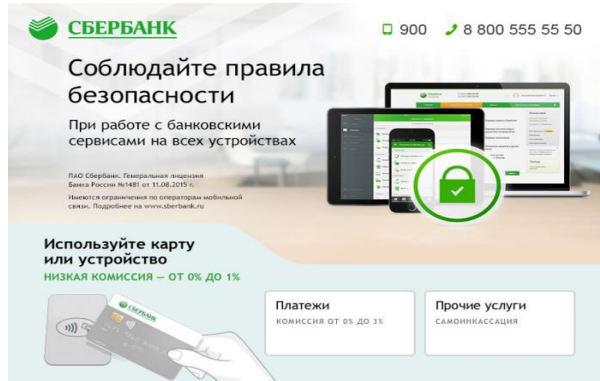 СБЕРБАНК
900
8 800 555 55 50
Соблюдайте правила
безопасности
При работе с банковскими
сервисами на всех устройствах
ПАО Сбербанк. Генеральная лицензия
Банка России №1481 от 11.08.2015 г.
Имеются ограничения по операторам мобильной
связи. Подробнее на www.sberbank.ru
Используйте карту
или устройство
НИЗКАЯ КОМИССИЯ — ОТ 0% ДО 1%
СБЕРБАНК
Платежи
КОМИССИЯ ОТ 0% ДО 3%
Прочие услуги
САМОИНКАССАЦИЯ